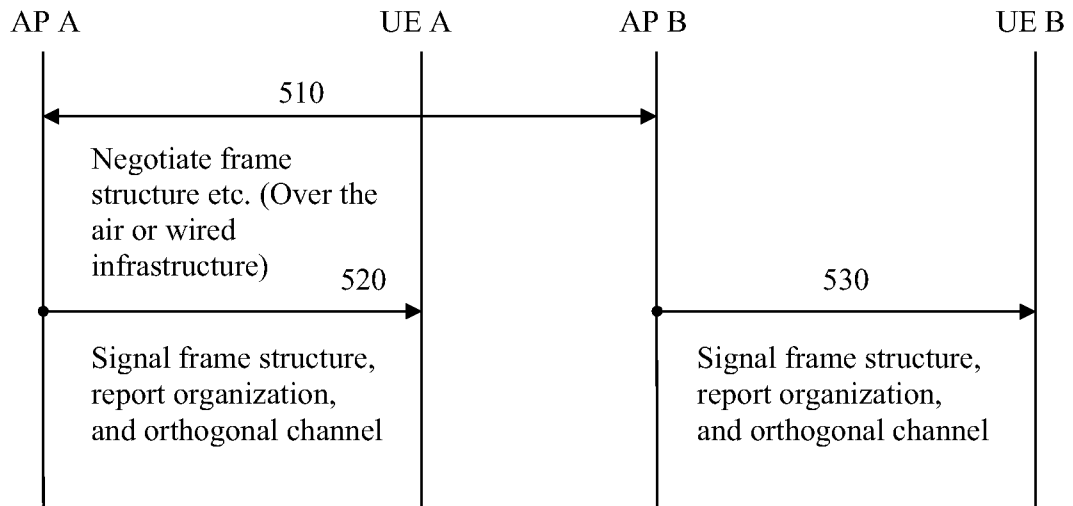 AP A
UE A
AP B
UE B
510
Negotiate frame
structure etc. (Over the
air or wired
infrastructure)
520
530
Signal frame structure,
report organization,
and orthogonal channel
Signal frame structure,
report organization,
and orthogonal channel